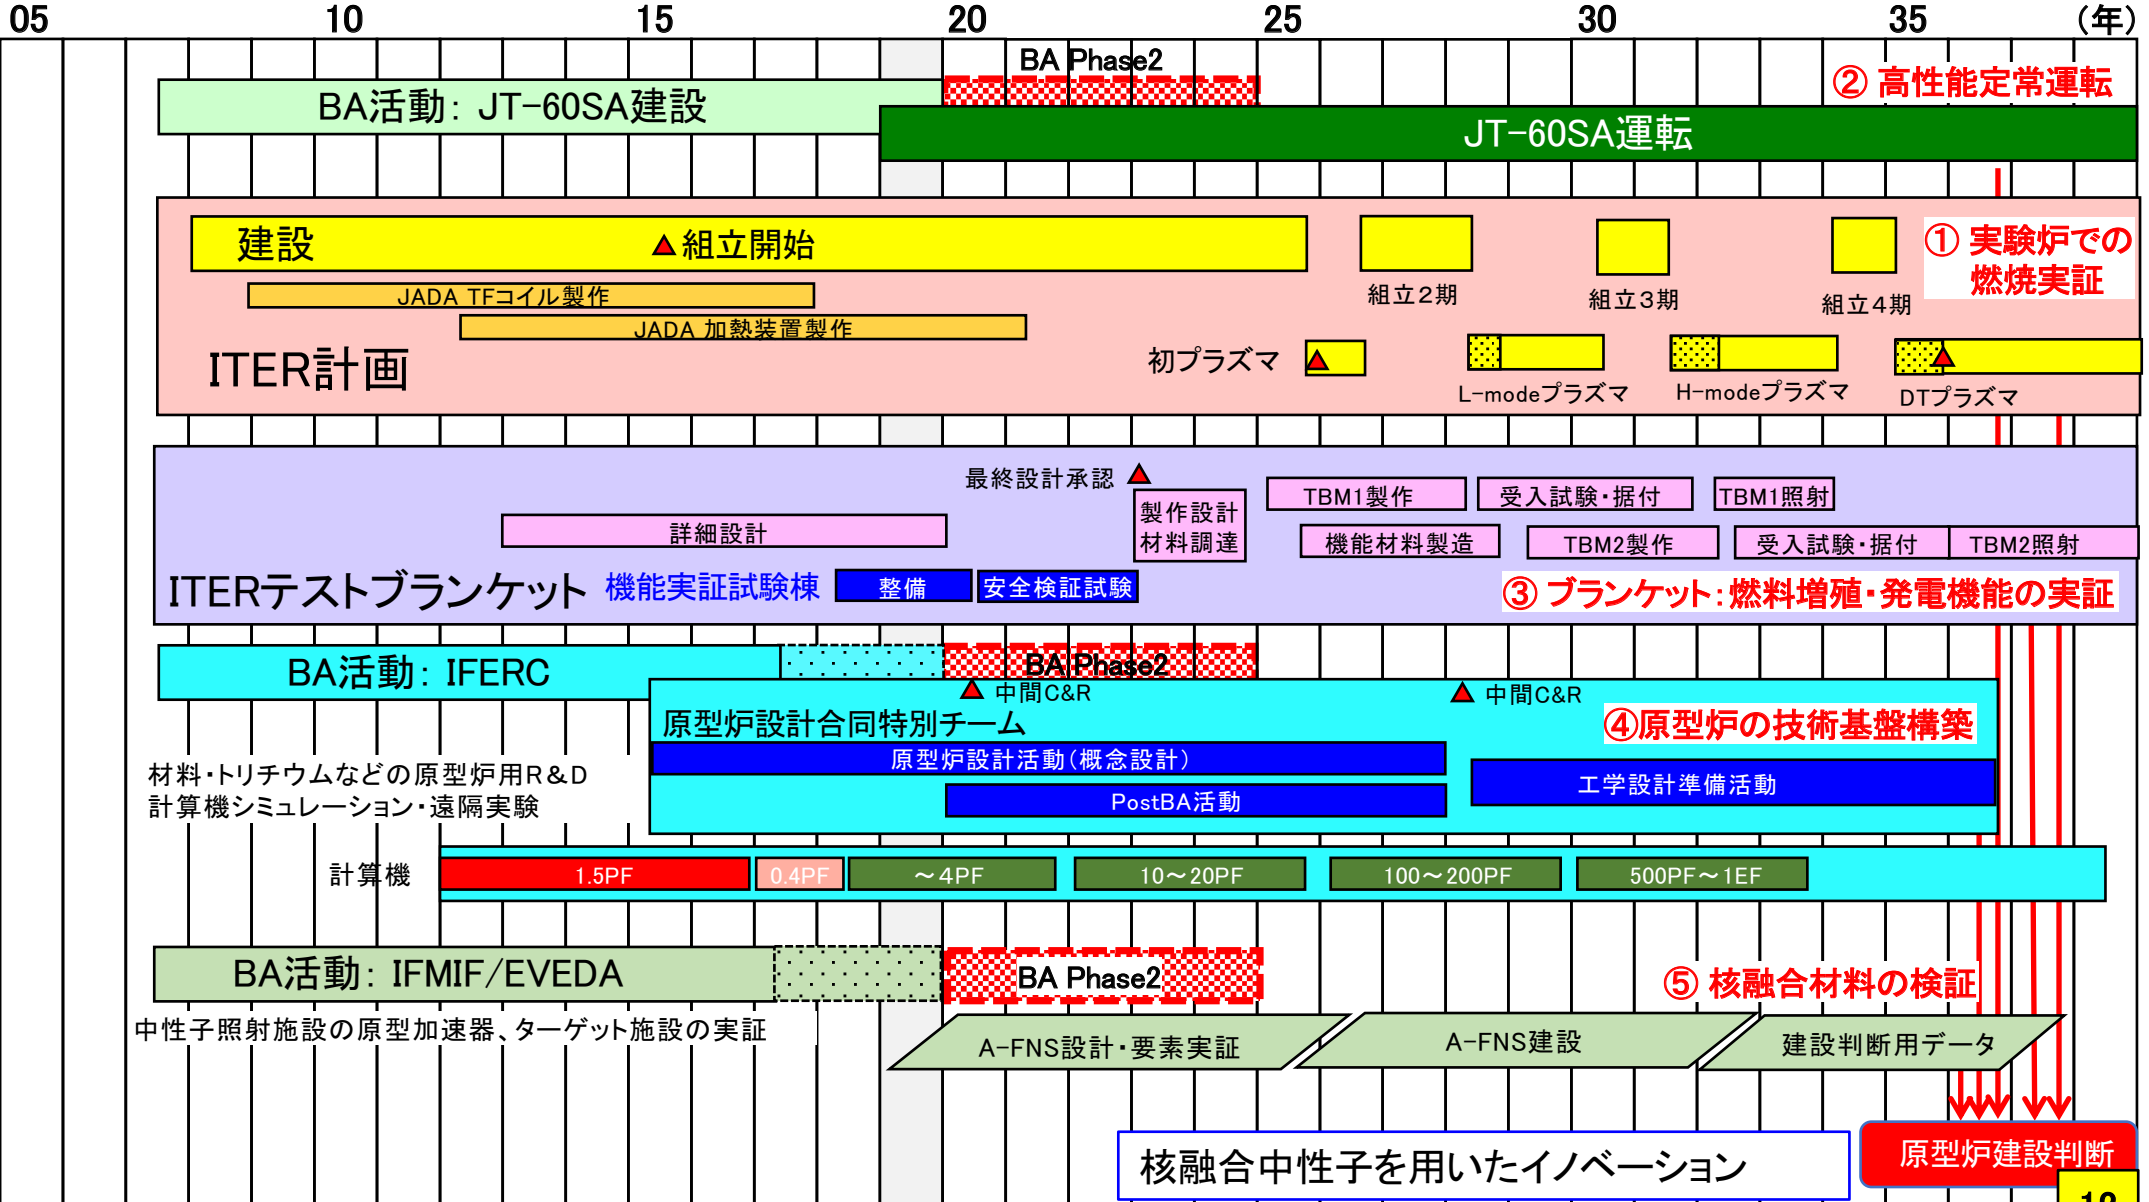 05 10 15 20 25 30 35 (年)
BA Phase2
② 高性能定常運転
BA活動: JT-60SA建設
JT-60SA運転
建設
▲組立開始
① 実験炉での
燃焼実証
組立2期
組立3期
組立4期
JADA TFコイル製作
JADA 加熱装置製作
ITER計画
初プラズマ
L-modeプラズマ
H-modeプラズマ
DTプラズマ
最終設計承認
製作設計
材料調達
TBM1製作
受入試験・据付
TBM1照射
詳細設計
機能材料製造
TBM2製作
受入試験・据付
TBM2照射
ITERテストブランケット
機能実証試験棟
整備
安全検証試験
③ ブランケット:燃料増殖・発電機能の実証
BA活動: IFERC
BA Phase2
中間C&R
中間C&R
原型炉設計合同特別チーム
④原型炉の技術基盤構築
原型炉設計活動(概念設計)
工学設計準備活動
PostBA活動
材料・トリチウムなどの原型炉用R&D
計算機シミュレーション・遠隔実験
計算機
1.5PF
0.4PF
~4PF
10~20PF
100~200PF
500PF~1EF
BA活動: IFMIF/EVEDA
BA Phase2
⑤ 核融合材料の検証
中性子照射施設の原型加速器、ターゲット施設の実証
A-FNS設計・要素実証
A-FNS建設
建設判断用データ
核融合中性子を用いたイノベーション
原型炉建設判断